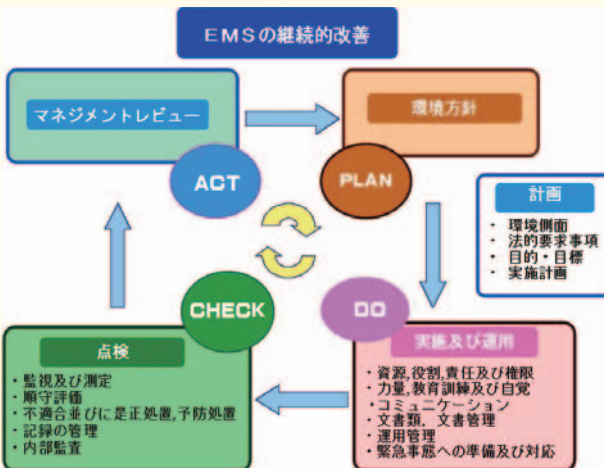 EMSの継続的改善
マネジメントレビュー
環境方針
ACT
PLAN
計画
・ 環境側面
・ 法的要求事項
・ 目的・目標
・ 実施計画
CHECK
DO
点検
・監視及び測定
・順守評価
・不適合並びに是正処置,予防処置
・記録の管理
・内部監査
実施及び運用
・資源,役割,責任及び権限
・力量,教育訓練及び自覚
・コミュニケーション
・文書類,文書管理
・運用管理
・緊急事態への準備及び対応